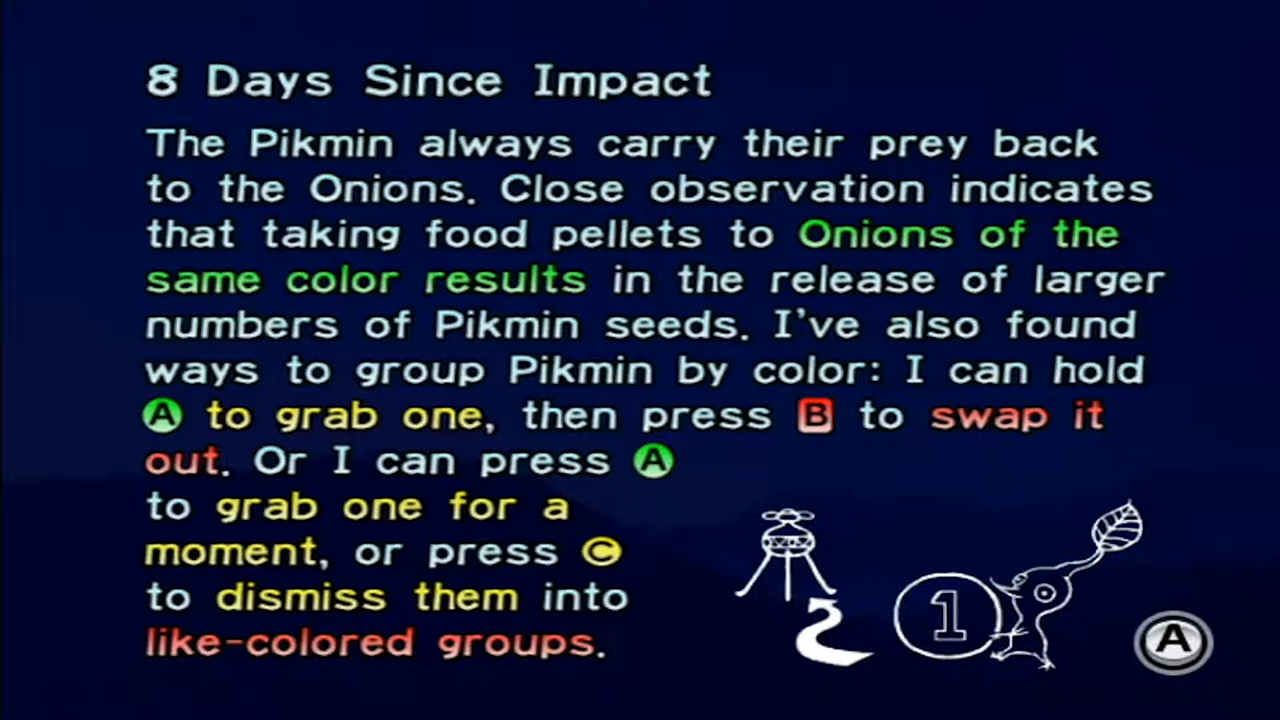 8 Days Since Impact
The Pikmin always carry their prey back
to the Onions. Close observation indicates
that taking food pellets to Onions of the
same color results in the release of larger
numbers of Pikmin seeds. I've also found
ways to group Pikmin by color: I can hold
A to grab one, then press B to swap it
out. Or I can press A
to grab one for a
moment, or press C
to dismiss them into
like-colored groups.
1
A